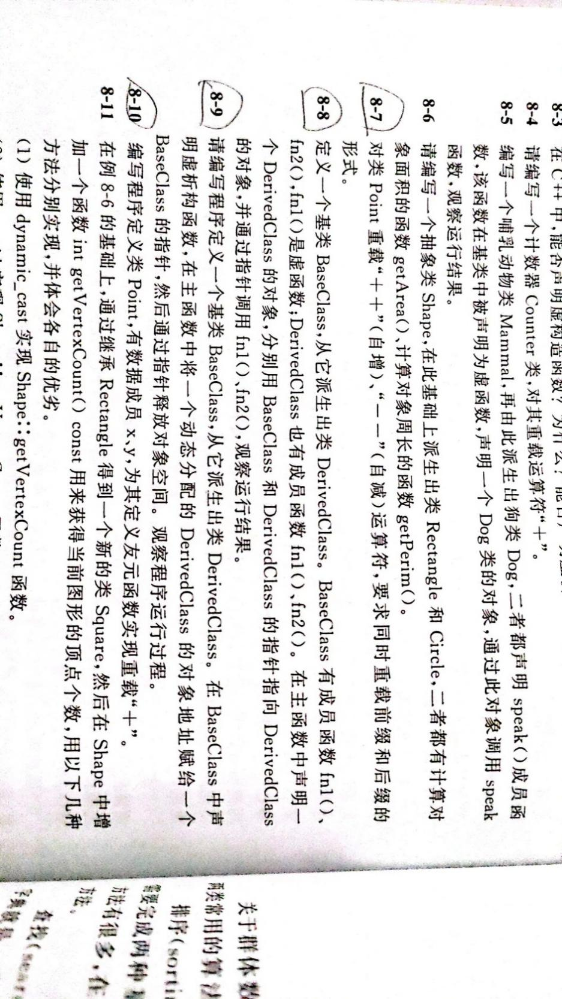 8-3 在 C++中,能否声明虚构造函数?为什么?能否
8-4 请编写一个计数器 Counter 类,对其重载运算符“+”。
8-5 编写一个哺乳动物类 Mammal,再由此派生出狗类 Dog,二者都声明 speak()成员函
数,该函数在基类中被声明为虚函数,声明一个 Dog 类的对象,通过此对象调用 speak
函数,观察运行结果。
8-6 请编写一个抽象类 Shape,在此基础上派生出类 Rectangle 和 Circle,二者都有计算对
象面积的函数 getArea()、计算对象周长的函数 getPerim()。
8-7 对类 Point 重载“++”(自增)、“--”(自减)运算符,要求同时重载前缀和后缀的
形式。
8-8 定义一个基类 BaseClass,从它派生出类 DerivedClass。BaseClass 有成员函数 fn1()、
fn2(),fn1()是虚函数;DerivedClass 也有成员函数 fn1()、fn2()。在主函数中声明一
个 DerivedClass 的对象,分别用 BaseClass 和 DerivedClass 的指针指向 DerivedClass
的对象,并通过指针调用 fn1()、fn2(),观察运行结果。
8-9 请编写程序定义一个基类 BaseClass,从它派生出类 DerivedClass。在 BaseClass 中声
明虚析构函数,在主函数中将一个动态分配的 DerivedClass 的对象地址赋给一个
BaseClass 的指针,然后通过指针释放对象空间。观察程序运行过程。
8-10 编写程序定义类 Point,有数据成员 x、y,为其定义友元函数实现重载“+”。
8-11 在例 8-6 的基础上,通过继承 Rectangle 得到一个新的类 Square,然后在 Shape 中增
加一个函数 int getVertexCount() const 用来获得当前图形的顶点个数,用以下几种
方法分别实现,并体会各自的优劣。
(1) 使用 dynamic_cast 实现 Shape::getVertexCount 函数。
关于群体数
两类常用的算法
排序(sorti
需要完成两种
方法有很多,在
方法。
查找(sear